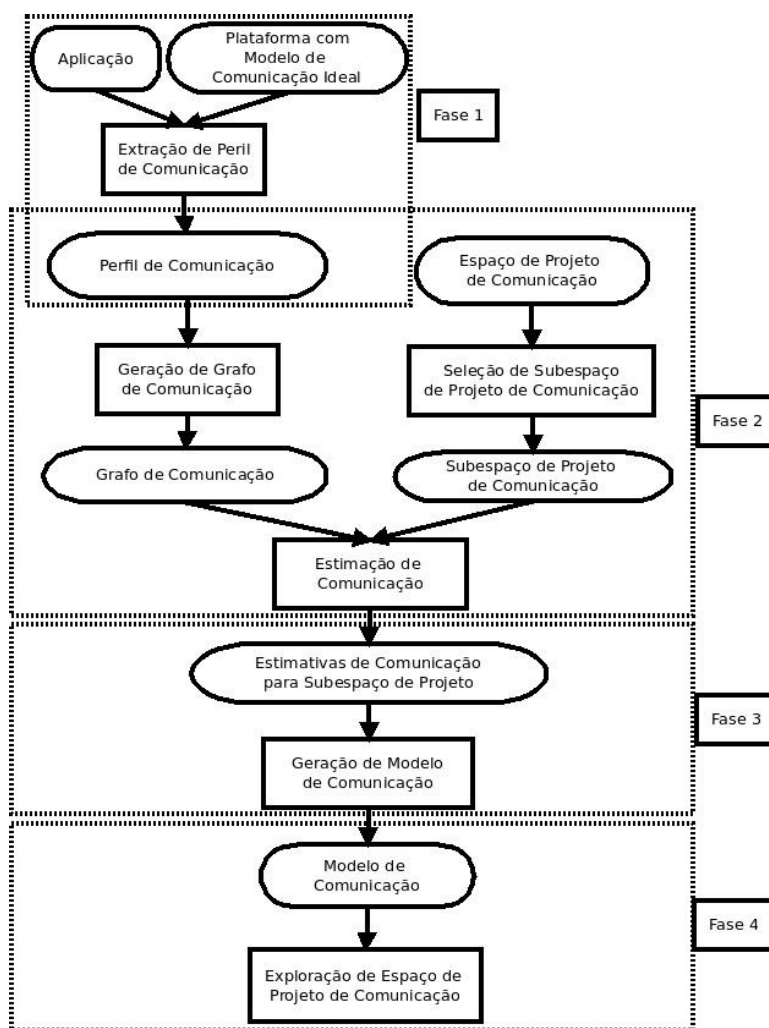 Aplicação
Plataforma com
Modelo de
Comunicação Ideal
Fase 1
Extração de Peril
de Comunicação
Perfil de Comunicação
Espaço de Projeto
de Comunicação
Geração de Grafo
de Comunicação
Seleção de Subespaço
de Projeto de Comunicação
Fase 2
Grafo de Comunicação
Subespaço de Projeto
de Comunicação
Estimação de
Comunicação
Estimativas de Comunicação
para Subespaço de Projeto
Fase 3
Geração de Modelo
de Comunicação
Modelo de
Comunicação
Fase 4
Exploração de Espaço de
Projeto de Comunicação